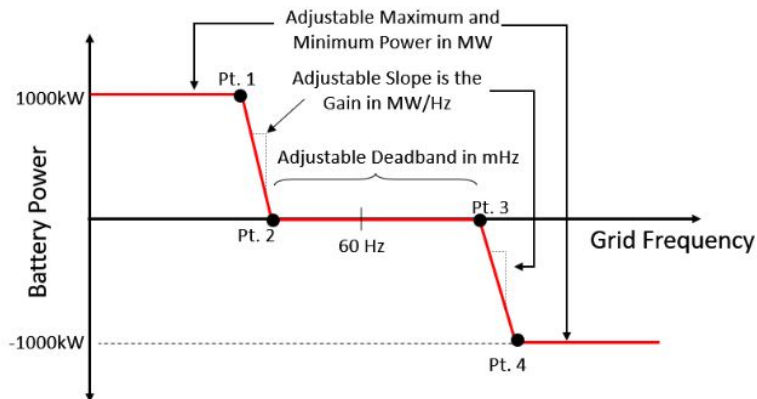 Adjustable Maximum and
Minimum Power in MW
Pt. 1
Adjustable Slope is the
Gain in MW/Hz
1000kW
Adjustable Deadband in mHz
Battery Power
Pt. 2
60 Hz
Pt. 3
Grid Frequency
-1000kW
Pt. 4